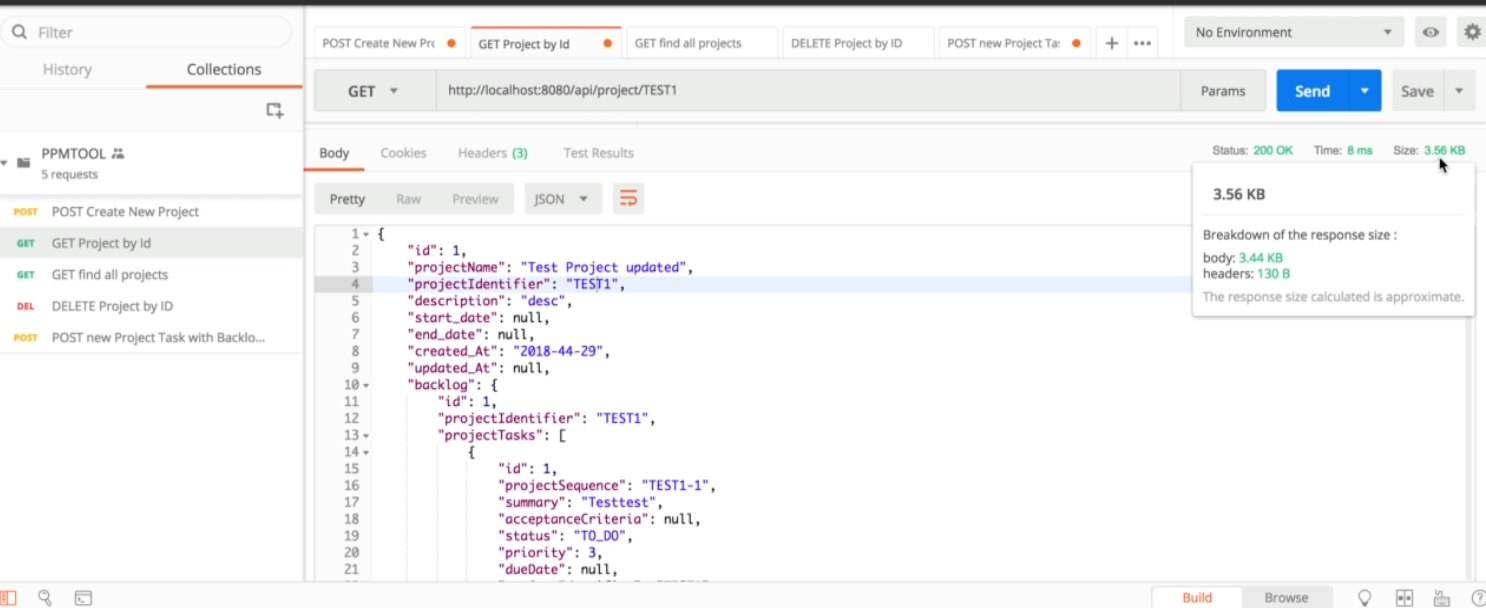 Filter
History Collections
PPMTOOL
5 requests
POST POST Create New Project
GET GET Project by Id
GET GET find all projects
DEL DELETE Project by ID
POST POST new Project Task with Backlo...
POST Create New Prc GET Project by Id GET find all projects DELETE Project by ID POST new Project Ta:
No Environment
GET http://localhost:8080/api/project/TEST1 Params Send Save
Body Cookies Headers (3) Test Results Status: 200 OK Time: 8 ms Size: 3.56 KB
Pretty Raw Preview JSON
3.56 KB
Breakdown of the response size :
body: 3.44 KB
headers: 130 B
The response size calculated is approximate.
1 {
2 "id": 1,
3 "projectName": "Test Project updated",
4 "projectIdentifier": "TEST1",
5 "description": "desc",
6 "start_date": null,
7 "end_date": null,
8 "created_At": "2018-44-29",
9 "updated_At": null,
10 "backlog": {
11 "id": 1,
12 "projectIdentifier": "TEST1",
13 "projectTasks": [
14 {
15 "id": 1,
16 "projectSequence": "TEST1-1",
17 "summary": "Testtest",
18 "acceptanceCriteria": null,
19 "status": "TO_DO",
20 "priority": 3,
21 "dueDate": null,
Build Browse